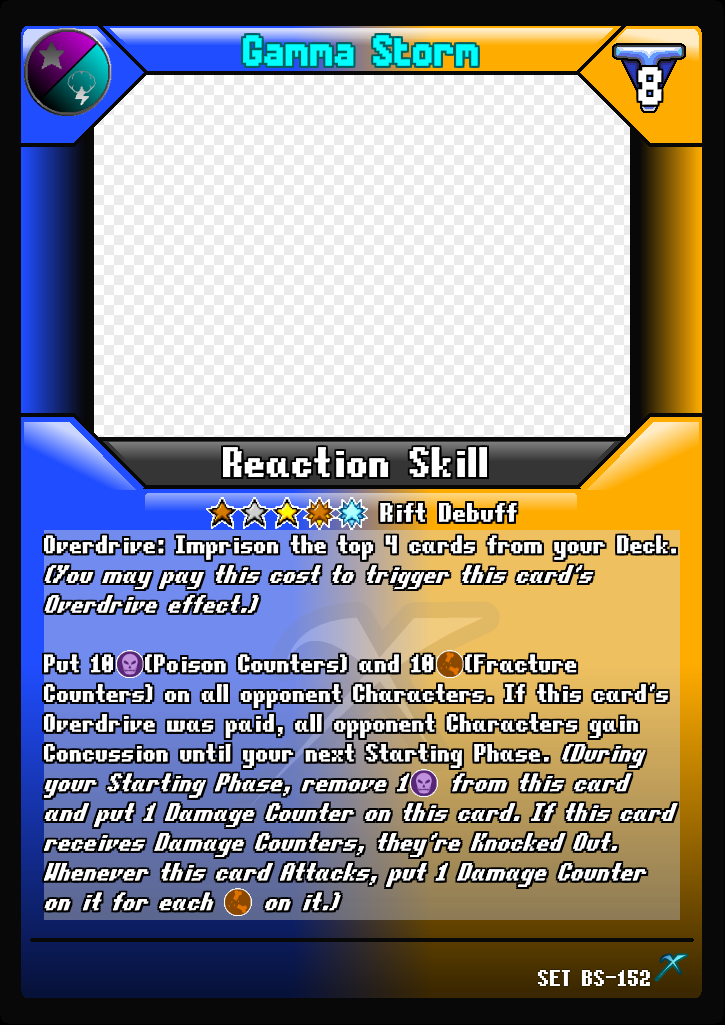 Gamma Storm
8
Reaction Skill
Rift Debuff
Overdrive: Imprison the top 4 cards from your Deck.
(You may pay this cost to trigger this card's
Overdrive effect.)
Put 10(Poison Counters) and 10(Fracture
Counters) on all opponent Characters. If this card's
Overdrive was paid, all opponent Characters gain
Concussion until your next Starting Phase. (During
your Starting Phase, remove 1 from this card
and put 1 Damage Counter on this card. If this card
receives Damage Counters, they're Knocked Out.
Whenever this card Attacks, put 1 Damage Counter
on it for each on it.)
SET BS-152